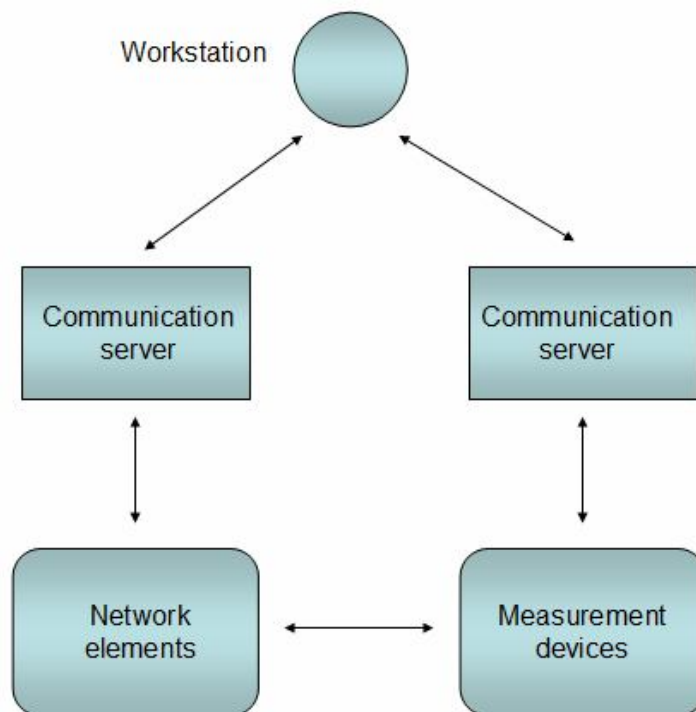 Workstation
Communication
server
Communication
server
Network
elements
Measurement
devices